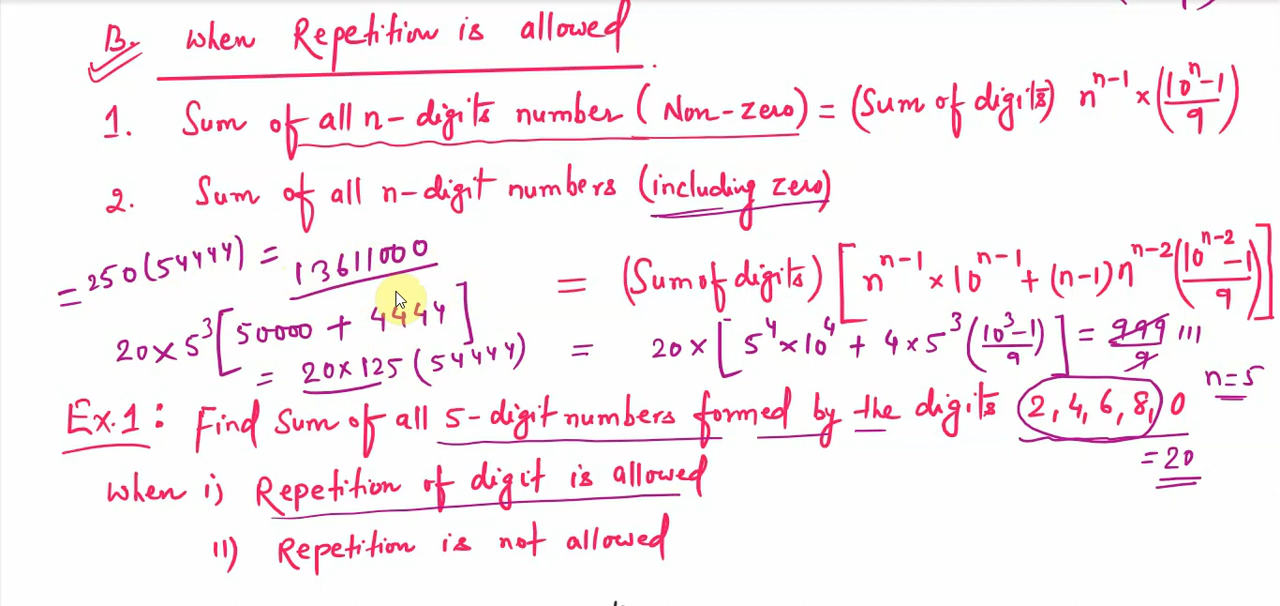 B. When Repetition is allowed
1. Sum of all n-digits number (Non-zero) = (Sum of digits) n^{n-1} × (\frac{10^n-1}{9})
2. Sum of all n-digit numbers (including zero)
= 250(54444) = 13611000
= (Sum of digits) [n^{n-1} × 10^{n-1} + (n-1) n^{n-2} (\frac{10^{n-2}-1}{9})]
20×5^3 [50000 + 4444]
= 20 × [5^4 × 10^4 + 4×5^3 (\frac{10^3-1}{9})] = \frac{999}{9} 111
= 20×125 (54444)
n=5
Ex.1: Find Sum of all 5-digit numbers formed by the digits 2, 4, 6, 8, 0
= 20
when i) Repetition of digit is allowed
11) Repetition is not allowed